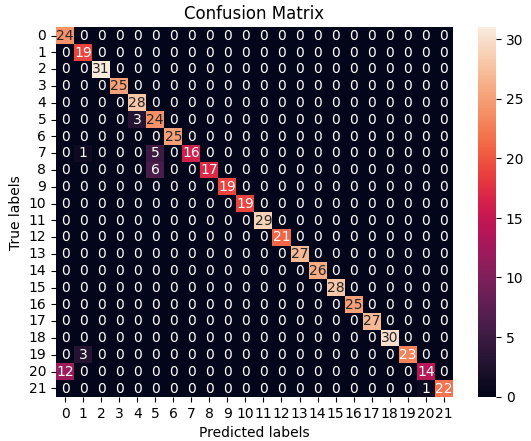 Confusion Matrix
True labels
0 24 0 0 0 0 0 0 0 0 0 0 0 0 0 0 0 0 0 0 0 0 0
1 0 19 0 0 0 0 0 0 0 0 0 0 0 0 0 0 0 0 0 0 0 0
2 0 0 31 0 0 0 0 0 0 0 0 0 0 0 0 0 0 0 0 0 0 0
3 0 0 0 25 0 0 0 0 0 0 0 0 0 0 0 0 0 0 0 0 0 0
4 0 0 0 0 28 0 0 0 0 0 0 0 0 0 0 0 0 0 0 0 0 0
5 0 0 0 0 3 24 0 0 0 0 0 0 0 0 0 0 0 0 0 0 0 0
6 0 0 0 0 0 0 25 0 0 0 0 0 0 0 0 0 0 0 0 0 0 0
7 0 1 0 0 0 5 0 16 0 0 0 0 0 0 0 0 0 0 0 0 0 0
8 0 0 0 0 0 6 0 0 17 0 0 0 0 0 0 0 0 0 0 0 0 0
9 0 0 0 0 0 0 0 0 0 19 0 0 0 0 0 0 0 0 0 0 0 0
10 0 0 0 0 0 0 0 0 0 0 19 0 0 0 0 0 0 0 0 0 0 0
11 0 0 0 0 0 0 0 0 0 0 0 29 0 0 0 0 0 0 0 0 0 0
12 0 0 0 0 0 0 0 0 0 0 0 0 21 0 0 0 0 0 0 0 0 0
13 0 0 0 0 0 0 0 0 0 0 0 0 0 27 0 0 0 0 0 0 0 0
14 0 0 0 0 0 0 0 0 0 0 0 0 0 0 26 0 0 0 0 0 0 0
15 0 0 0 0 0 0 0 0 0 0 0 0 0 0 0 28 0 0 0 0 0 0
16 0 0 0 0 0 0 0 0 0 0 0 0 0 0 0 0 25 0 0 0 0 0
17 0 0 0 0 0 0 0 0 0 0 0 0 0 0 0 0 0 27 0 0 0 0
18 0 0 0 0 0 0 0 0 0 0 0 0 0 0 0 0 0 0 30 0 0 0
19 0 3 0 0 0 0 0 0 0 0 0 0 0 0 0 0 0 0 0 23 0 0
20 12 0 0 0 0 0 0 0 0 0 0 0 0 0 0 0 0 0 0 0 14 0
21 0 0 0 0 0 0 0 0 0 0 0 0 0 0 0 0 0 0 0 0 1 22
0 1 2 3 4 5 6 7 8 9 10 11 12 13 14 15 16 17 18 19 20 21
Predicted labels
30
25
20
15
10
5
0